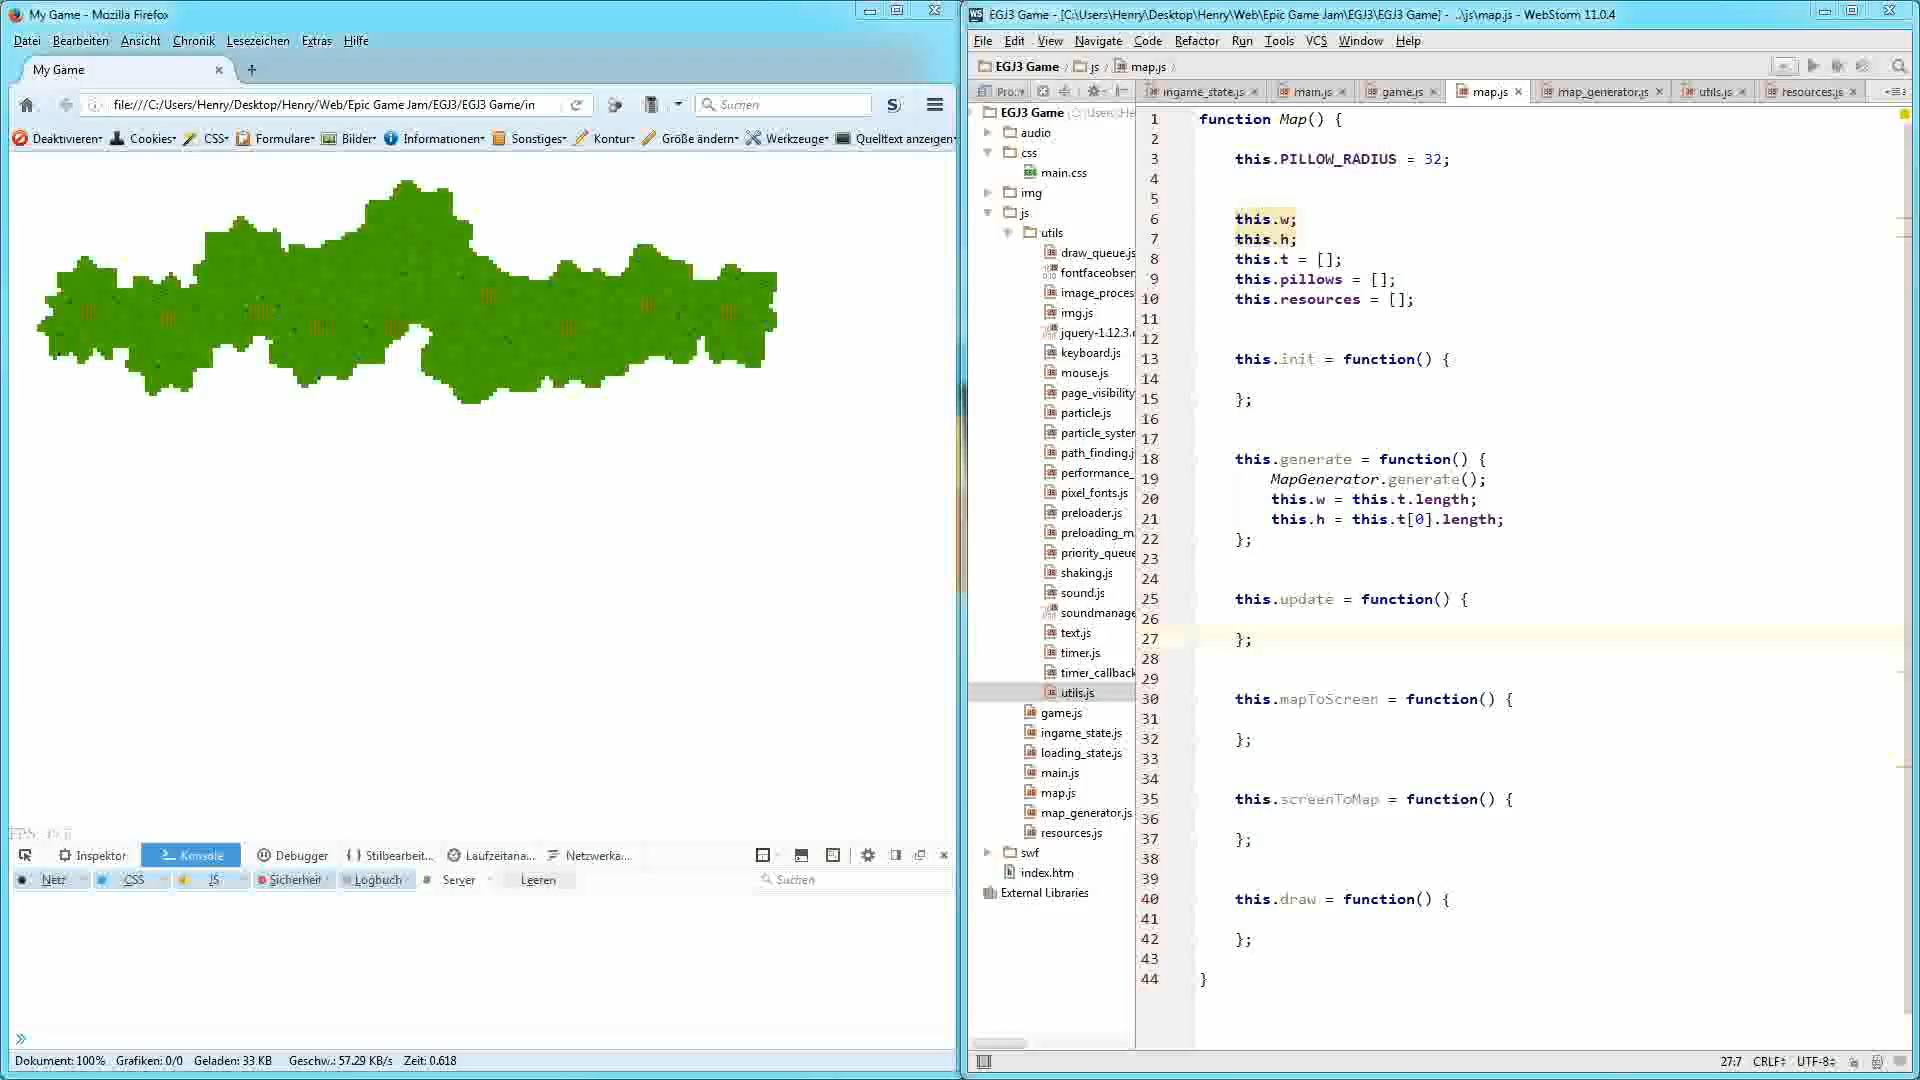 My Game - Mozilla Firefox
Datei Bearbeiten Ansicht Chronik Lesezeichen Extras Hilfe
My Game
file:///C:/Users/Henry/Desktop/Henry/Web/Epic Game Jam/EGJ3/EGJ3 Game/in
Suchen
Deaktivieren Cookies CSS Formulare Bilder Informationen Sonstiges Kontur Größe ändern Werkzeuge Quelltext anzeigen
Inspektor Konsole Debugger Stilbearbeit... Laufzeitana... Netzwerka...
Netz CSS JS Sicherheit Logbuch Server Leeren Suchen
»
Dokument: 100% Grafiken: 0/0 Geladen: 33 KB Geschw.: 57.29 KB/s Zeit: 0.618
EGJ3 Game - [C:\Users\Henry\Desktop\Henry\Web\Epic Game Jam\EGJ3\EGJ3 Game] - ..\js\map.js - WebStorm 11.0.4
File Edit View Navigate Code Refactor Run Tools VCS Window Help
EGJ3 Game js map.js
Pro. ingame_state.js main.js game.js map.js map_generator.js utils.js resources.js
EGJ3 Game C:\Users\He
audio
css
main.css
img
js
utils
draw_queue.js
fontfaceobser
image_proces
img.js
jquery-1.12.3.
keyboard.js
mouse.js
page_visibility
particle.js
particle_syster
path_finding.j
performance_
pixel_fonts.js
preloader.js
preloading_m
priority_queue
shaking.js
sound.js
soundmanage
text.js
timer.js
timer_callback
utils.js
game.js
ingame_state.js
loading_state.js
main.js
map.js
map_generator.js
resources.js
swf
index.htm
External Libraries
1 function Map() {
2
3 this.PILLOW_RADIUS = 32;
4
5
6 this.w;
7 this.h;
8 this.t = [];
9 this.pillows = [];
10 this.resources = [];
11
12
13 this.init = function() {
14
15 };
16
17
18 this.generate = function() {
19 MapGenerator.generate();
20 this.w = this.t.length;
21 this.h = this.t[0].length;
22 };
23
24
25 this.update = function() {
26
27 };
28
29
30 this.mapToScreen = function() {
31
32 };
33
34
35 this.screenToMap = function() {
36
37 };
38
39
40 this.draw = function() {
41
42 };
43
44 }
27:7 CRLF UTF-8